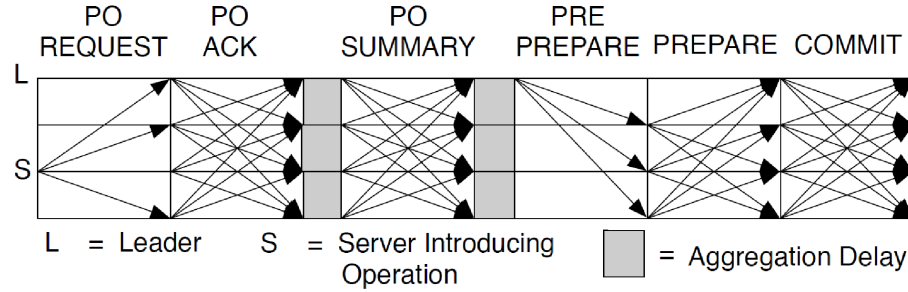 PO REQUEST
PO ACK
PO SUMMARY
PRE PREPARE
PREPARE
COMMIT
L
S
L = Leader
S = Server Introducing Operation
= Aggregation Delay